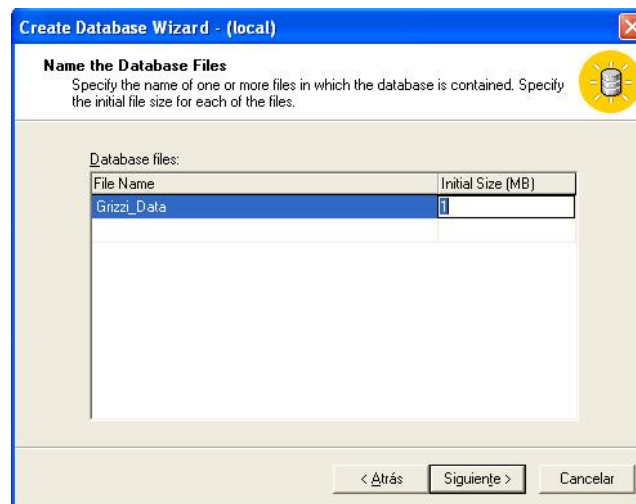 Create Database Wizard - (local)
Name the Database Files
Specify the name of one or more files in which the database is contained. Specify
the initial file size for each of the files.
Database files:
File Name Initial Size (MB)
Grizzi_Data 1
< Atrás Siguiente > Cancelar